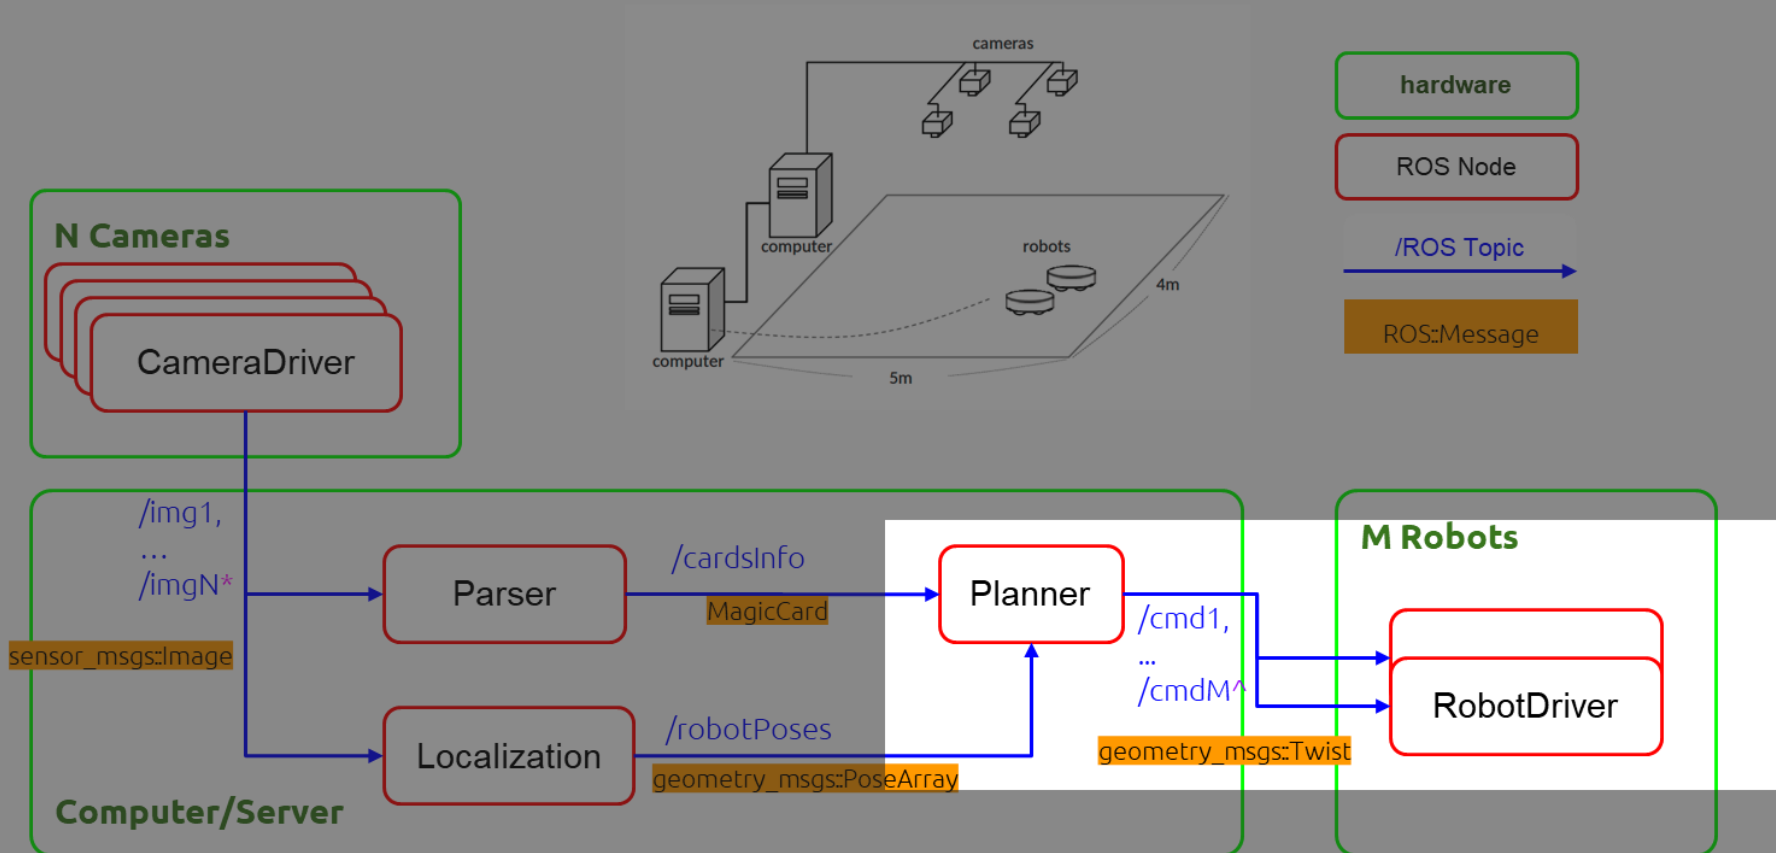 cameras
computer
robots
4m
computer
5m
hardware
ROS Node
/ROS Topic
ROS::Message
N Cameras
CameraDriver
/img1,
...
/imgN*
sensor_msgs::Image
Parser
/cardsInfo
MagicCard
Localization
/robotPoses
geometry_msgs::PoseArray
Computer/Server
Planner
/cmd1,
...
/cmdM^
geometry_msgs::Twist
M Robots
RobotDriver